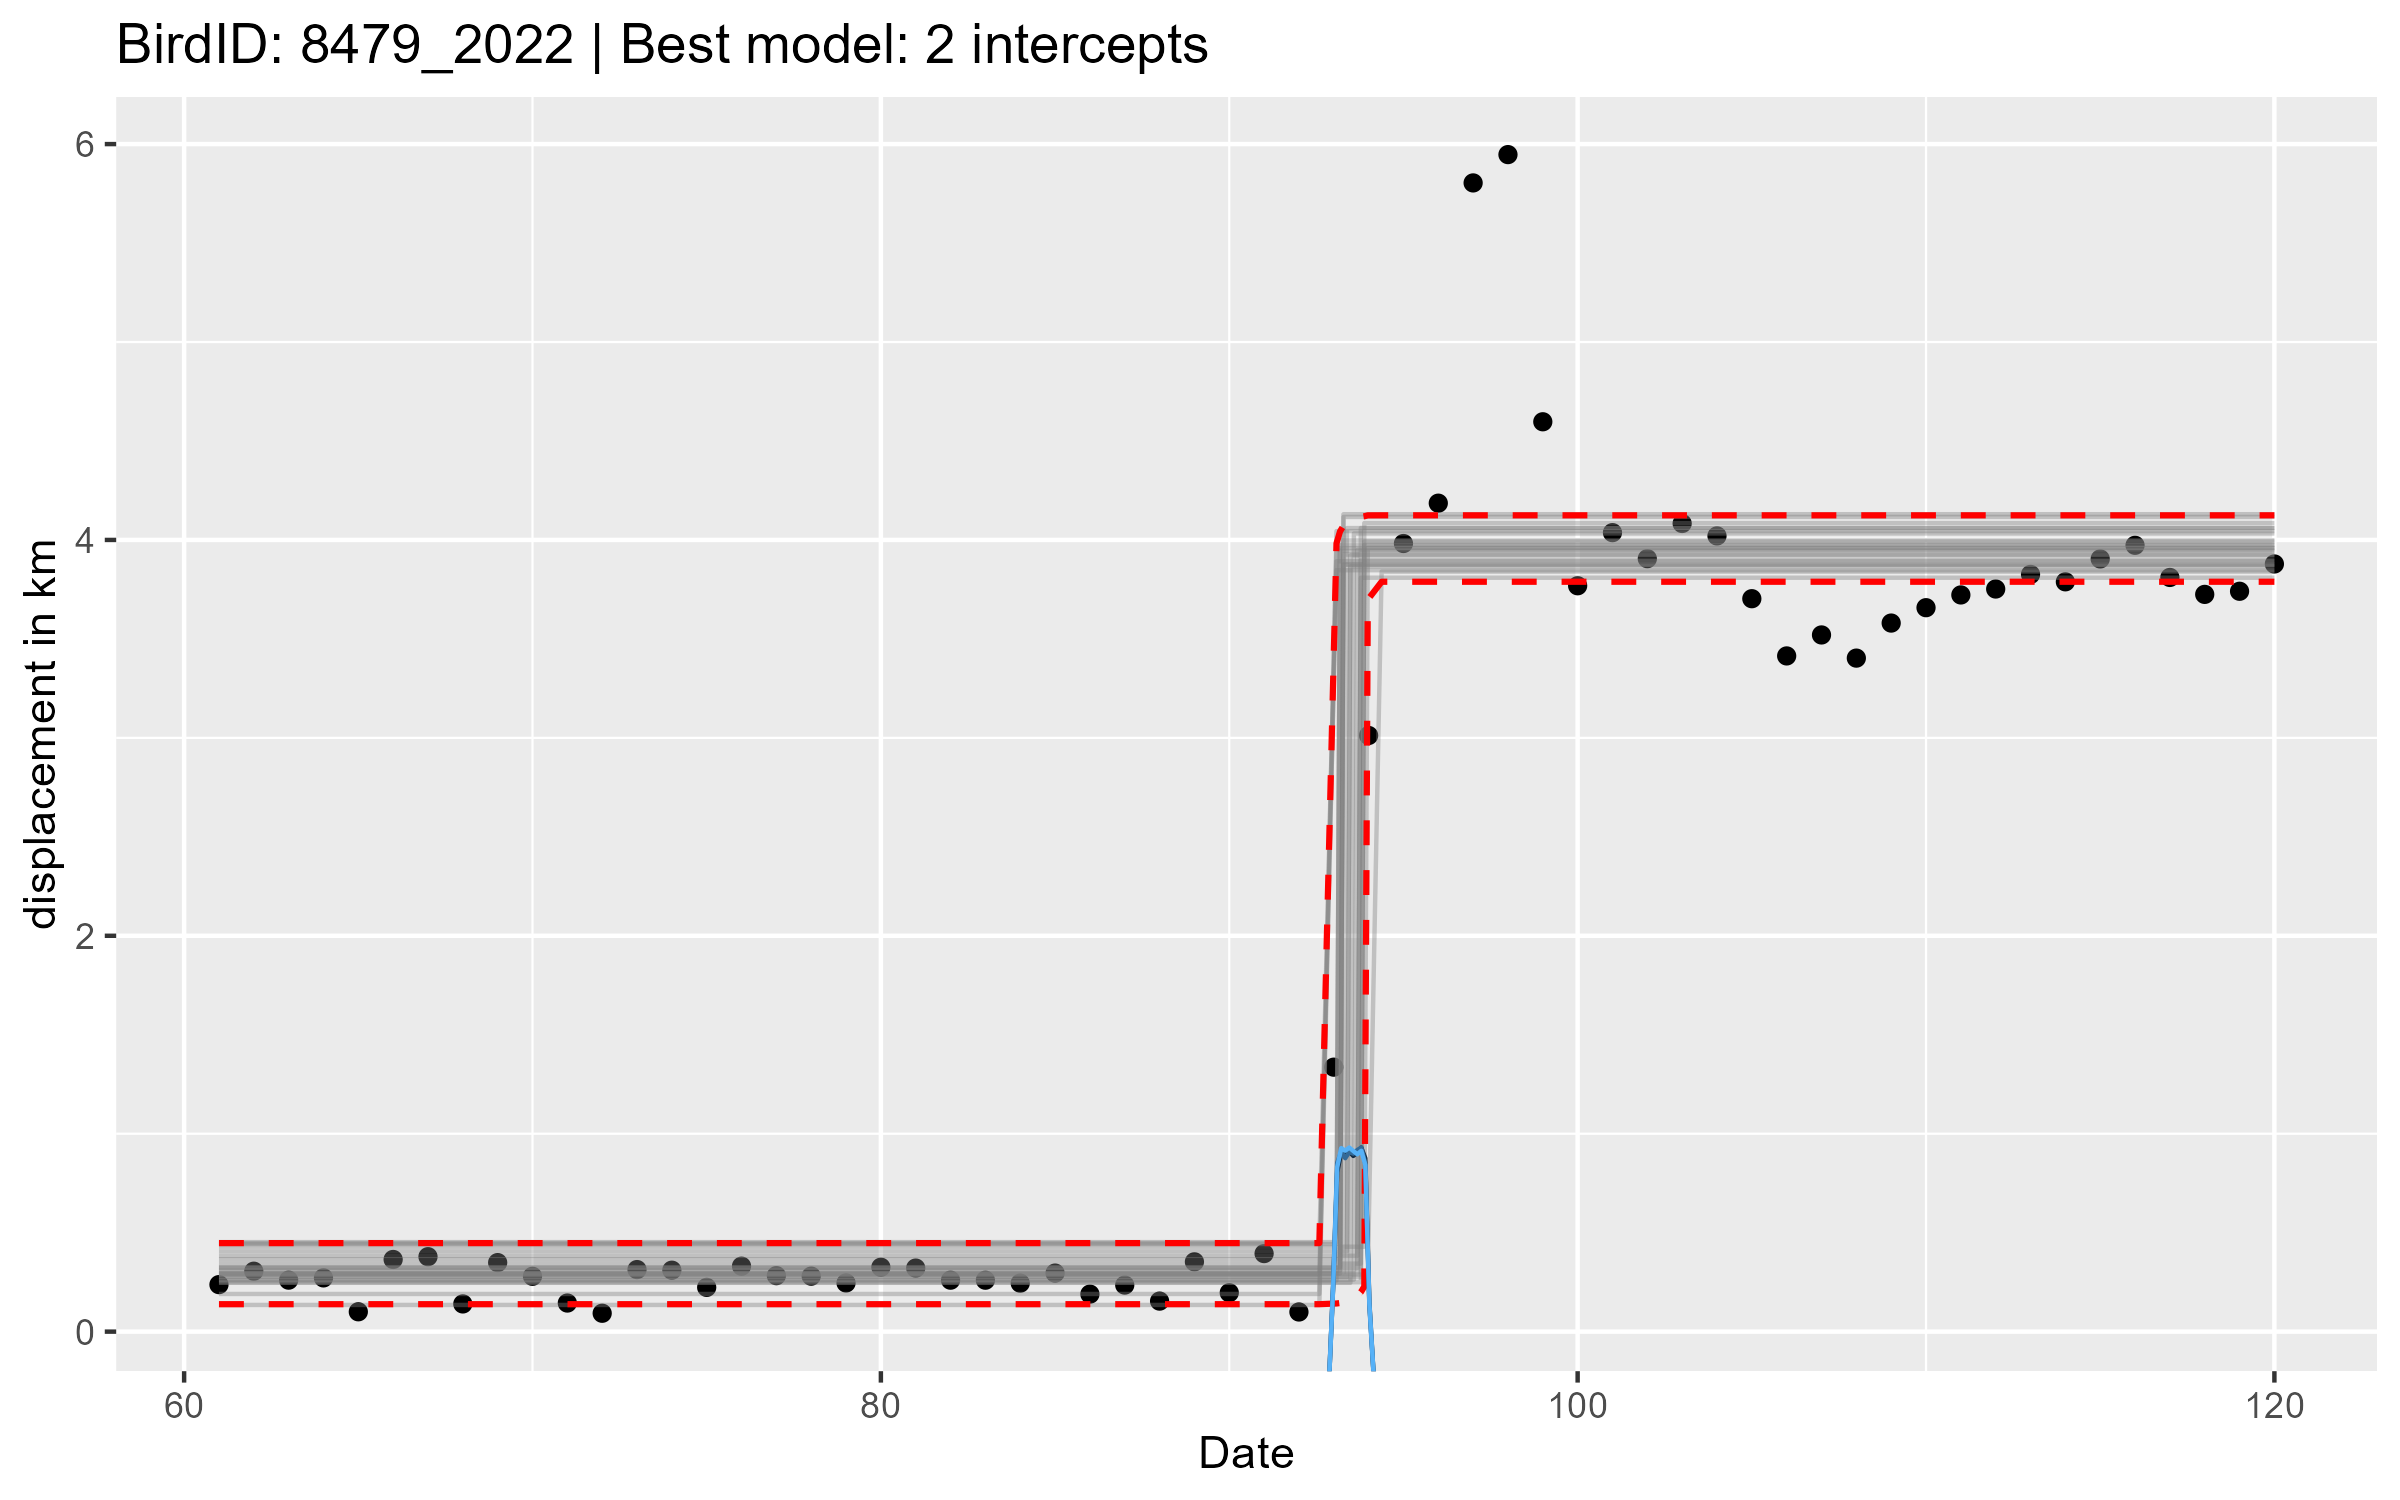 BirdID: 8479_2022 | Best model: 2 intercepts
displacement in km
6
4
2
0
60
80
100
120
Date